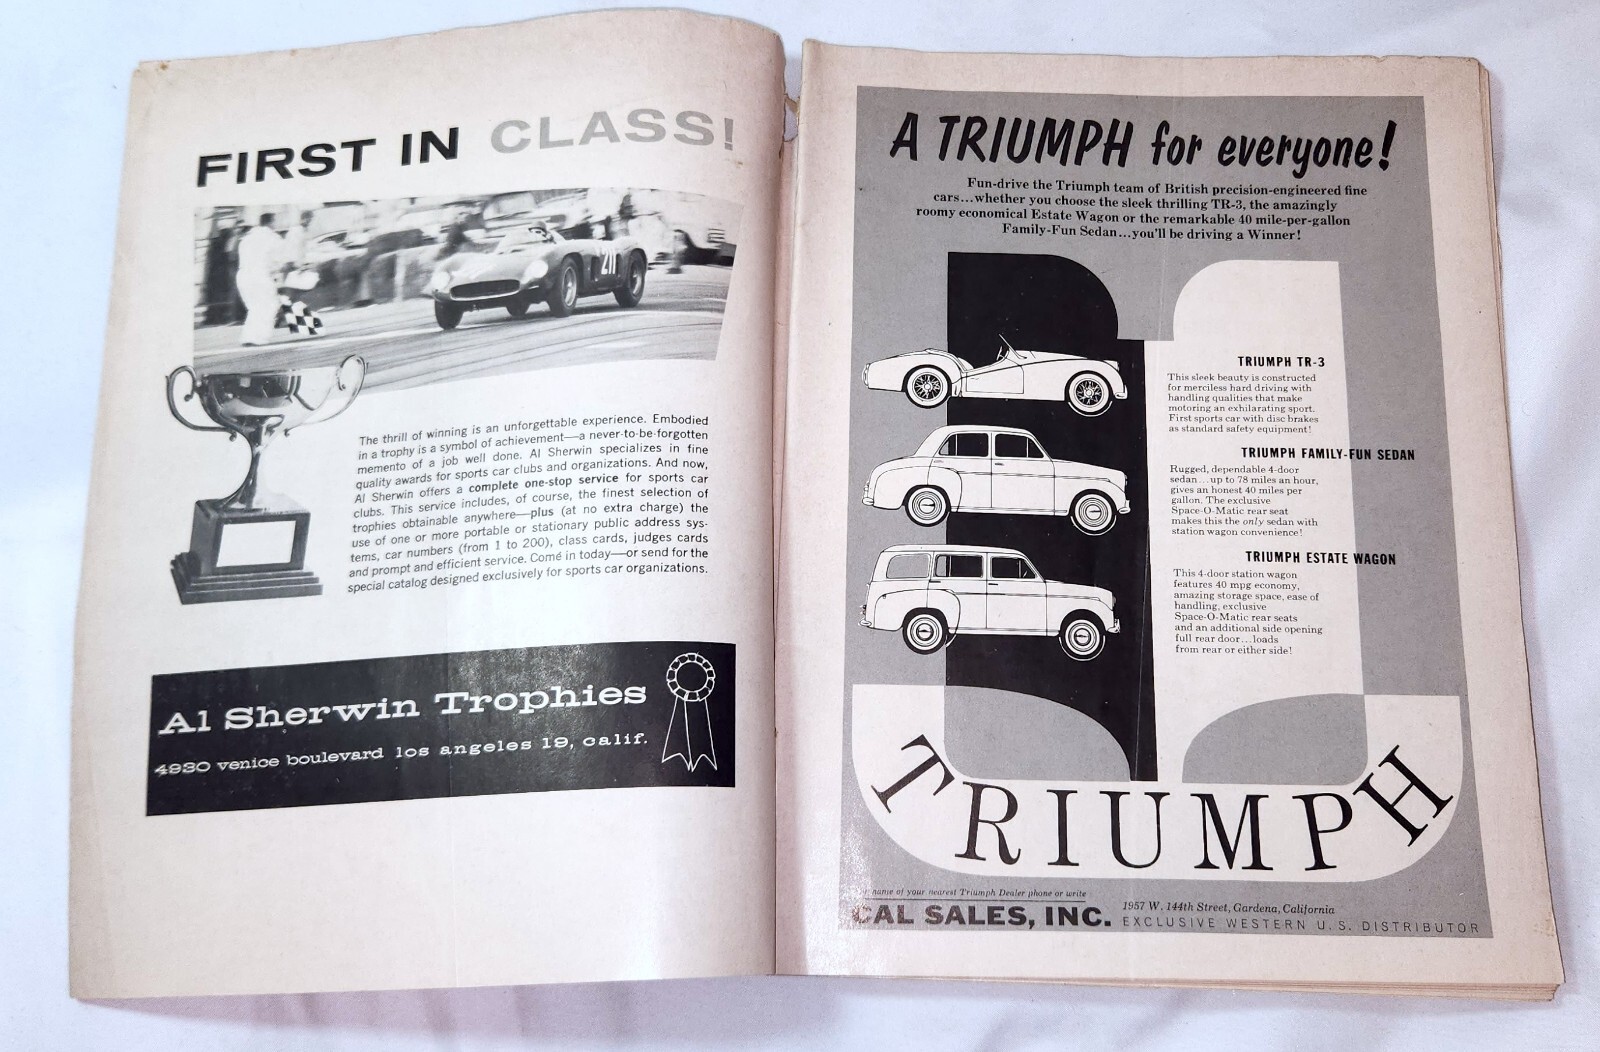 FIRST IN CLASS!
211
The thrill of winning is an unforgettable experience. Embodied
in a trophy is a symbol of achievement—a never-to-be-forgotten
memento of a job well done. Al Sherwin specializes in fine
quality awards for sports car clubs and organizations. And now,
Al Sherwin offers a complete one-stop service for sports car
clubs. This service includes, of course, the finest selection of
trophies obtainable anywhere—plus (at no extra charge) the
use of one or more portable or stationary public address sys-
tems, car numbers (from 1 to 200), class cards, judges cards
and prompt and efficient service. Come in today—or send for the
special catalog designed exclusively for sports car organizations.
Al Sherwin Trophies
4930 venice boulevard los angeles 19, calif.
A TRIUMPH for everyone!
Fun-drive the Triumph team of British precision-engineered fine
cars...whether you choose the sleek thrilling TR-3, the amazingly
roomy economical Estate Wagon or the remarkable 40 mile-per-gallon
Family-Fun Sedan...you'll be driving a Winner!
TRIUMPH TR-3
This sleek beauty is constructed
for merciless hard driving with
handling qualities that make
motoring an exhilarating sport.
First sports car with disc brakes
as standard safety equipment!
TRIUMPH FAMILY-FUN SEDAN
Rugged, dependable 4-door
sedan...up to 78 miles an hour,
gives an honest 40 miles per
gallon. The exclusive
Space-O-Matic rear seat
makes this the only sedan with
station wagon convenience!
TRIUMPH ESTATE WAGON
This 4-door station wagon
features 40 mpg economy,
amazing storage space, ease of
handling, exclusive
Space-O-Matic rear seats
and an additional side opening
full rear door...loads
from rear or either side!
TRIUMPH
name of your nearest Triumph Dealer phone or write
CAL SALES, INC.
1957 W. 144th Street, Gardena, California
EXCLUSIVE WESTERN U.S. DISTRIBUTOR